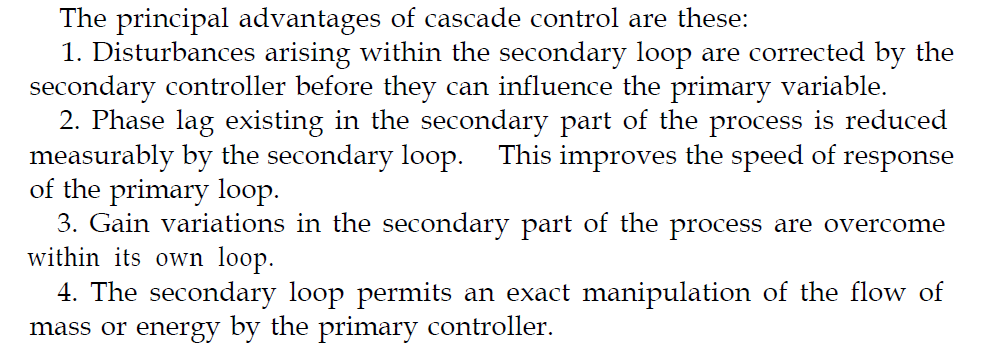 The principal advantages of cascade control are these:
1. Disturbances arising within the secondary loop are corrected by the
secondary controller before they can influence the primary variable.
2. Phase lag existing in the secondary part of the process is reduced
measurably by the secondary loop. This improves the speed of response
of the primary loop.
3. Gain variations in the secondary part of the process are overcome
within its own loop.
4. The secondary loop permits an exact manipulation of the flow of
mass or energy by the primary controller.